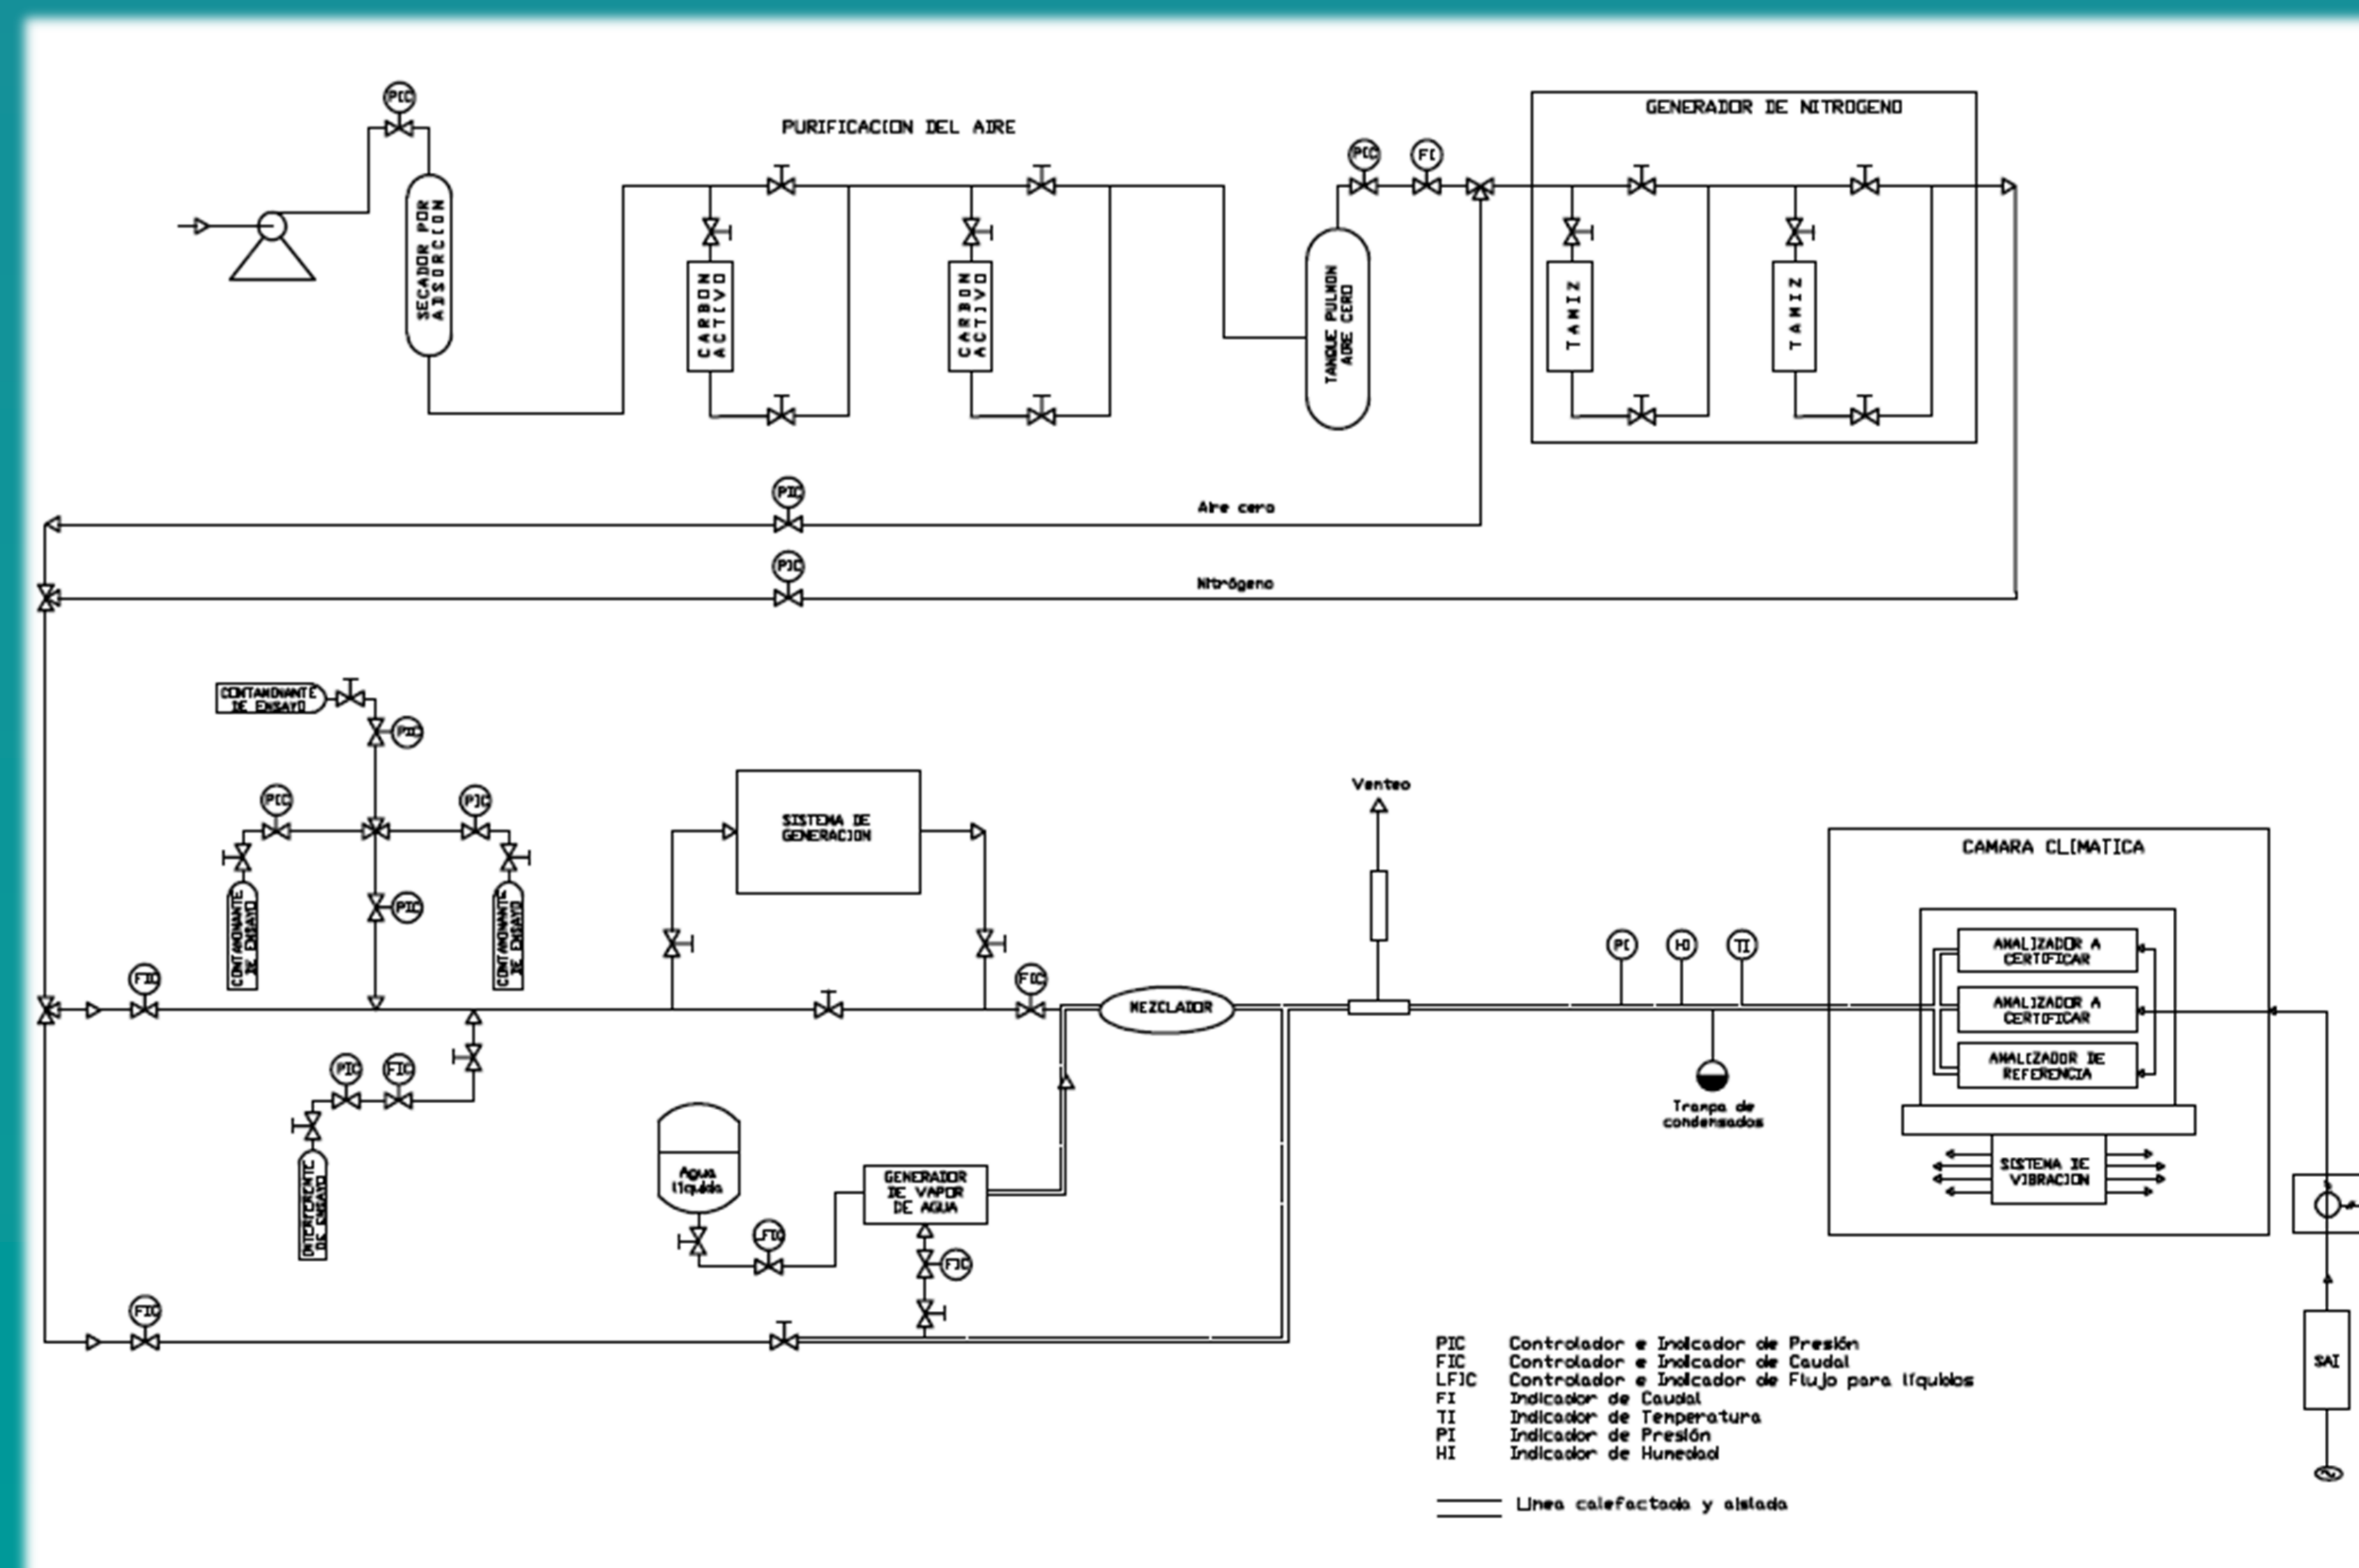 PIC
PURIFICACION DEL AIRE
GENERADOR DE NITROGENO
PIC
FI
SECADOR POR
ABSORCION
CARBON
ACTIVO
CARBON
ACTIVO
TANQUE PULMON
AIRE CERO
TAMIZ
TAMIZ
PIC
Aire cero
PIC
Nitrógeno
CONTAMINANTE
DE ENSAYO
PIC
PIC
PIC
SISTEMA DE
GENERACION
Venteo
CAMARA CLIMATICA
CONTAMINANTE
DE ENSAYO
PIC
CONTAMINANTE
DE ENSAYO
FIC
FIC
MEZCLADOR
PI
HI
TI
ANALIZADOR A
CERTIFICAR
ANALIZADOR A
CERTIFICAR
ANALIZADOR DE
REFERENCIA
PIC
FIC
Trampa de
condensados
INTERFERENTE
DE ENSAYO
Agua
líquida
GENERADOR
DE VAPOR
DE AGUA
SISTEMA DE
VIBRACION
LFIC
FIC
FIC
PIC Controlador e Indicador de Presión
FIC Controlador e Indicador de Caudal
LFIC Controlador e Indicador de Flujo para líquidos
FI Indicador de Caudal
TI Indicador de Temperatura
PI Indicador de Presión
HI Indicador de Humedad
SAI
Línea calefactada y aislada